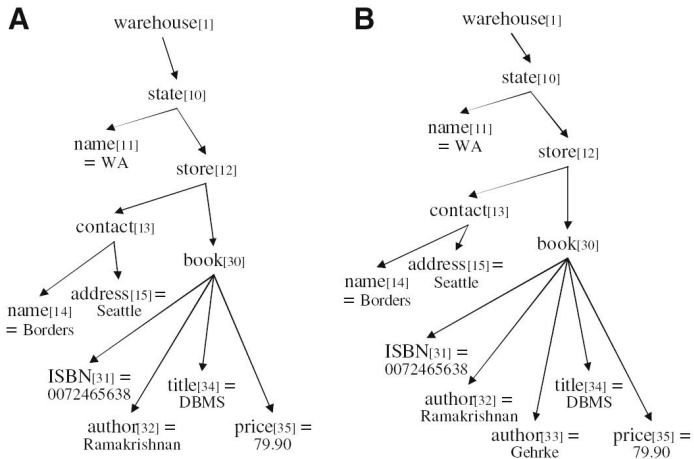 A
warehouse[1]
state[10]
name[11]
= WA
store[12]
contact[13]
book[30]
address[15] =
Seattle
name[14]
= Borders
ISBN[31] =
0072465638
title[34] =
DBMS
author[32] =
Ramakrishnan
price[35] =
79.90
B
warehouse[1]
state[10]
name[11]
= WA
store[12]
contact[13]
book[30]
address[15] =
Seattle
name[14]
= Borders
ISBN[31] =
0072465638
title[34] =
DBMS
author[32] =
Ramakrishnan
author[33] =
Gehrke
price[35] =
79.90